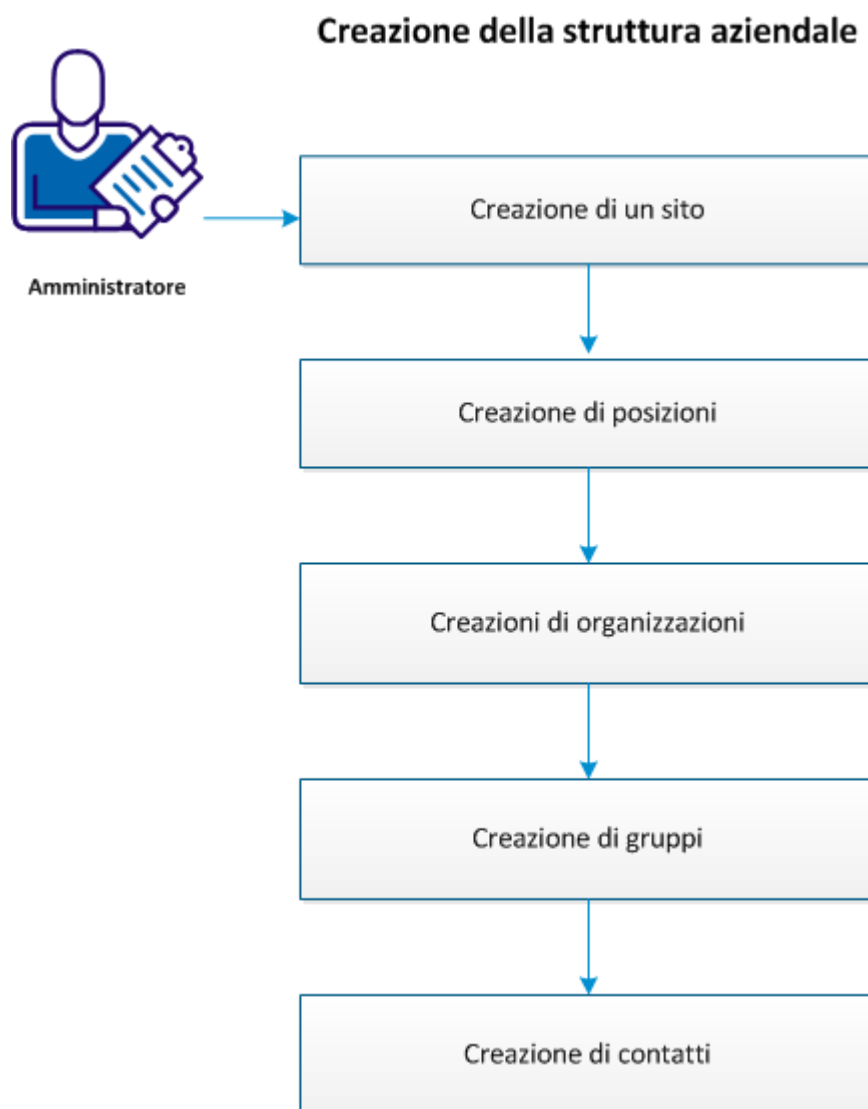 Creazione della struttura aziendale
Amministratore
Creazione di un sito
Creazione di posizioni
Creazioni di organizzazioni
Creazione di gruppi
Creazione di contatti